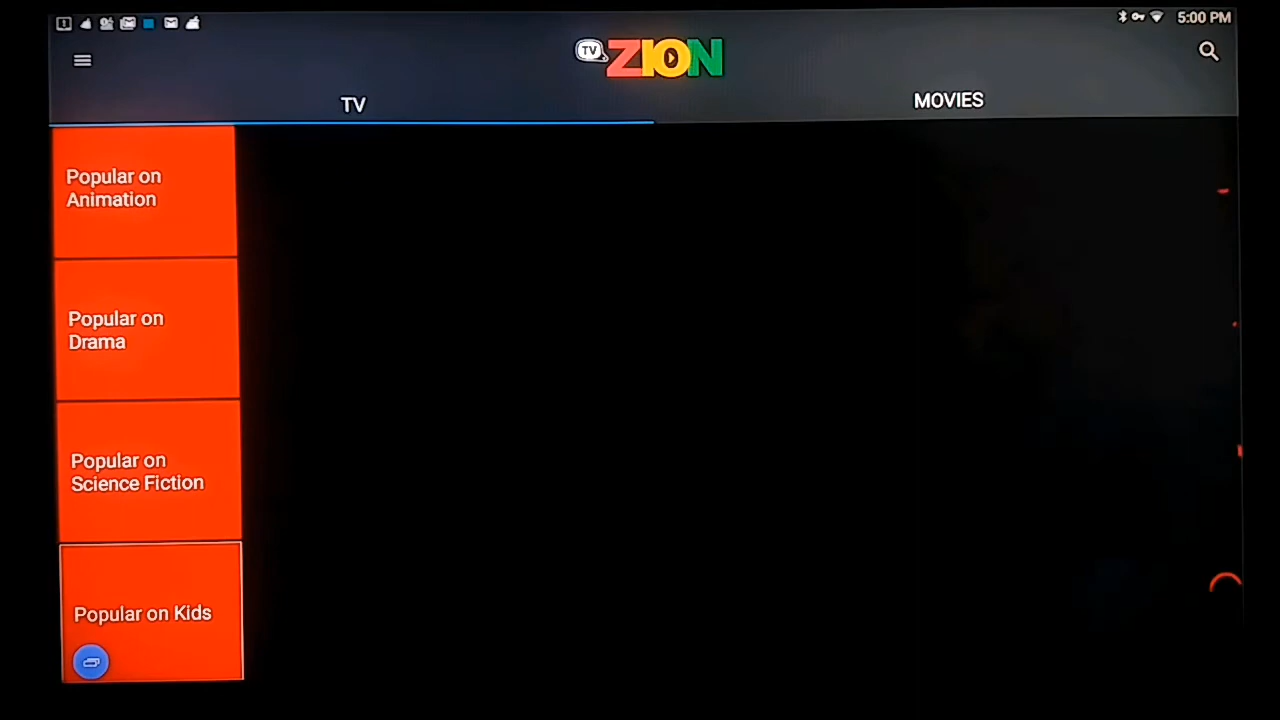 5:00 PM
TV ZION
TV
MOVIES
Popular on
Animation
Popular on
Drama
Popular on
Science Fiction
Popular on Kids